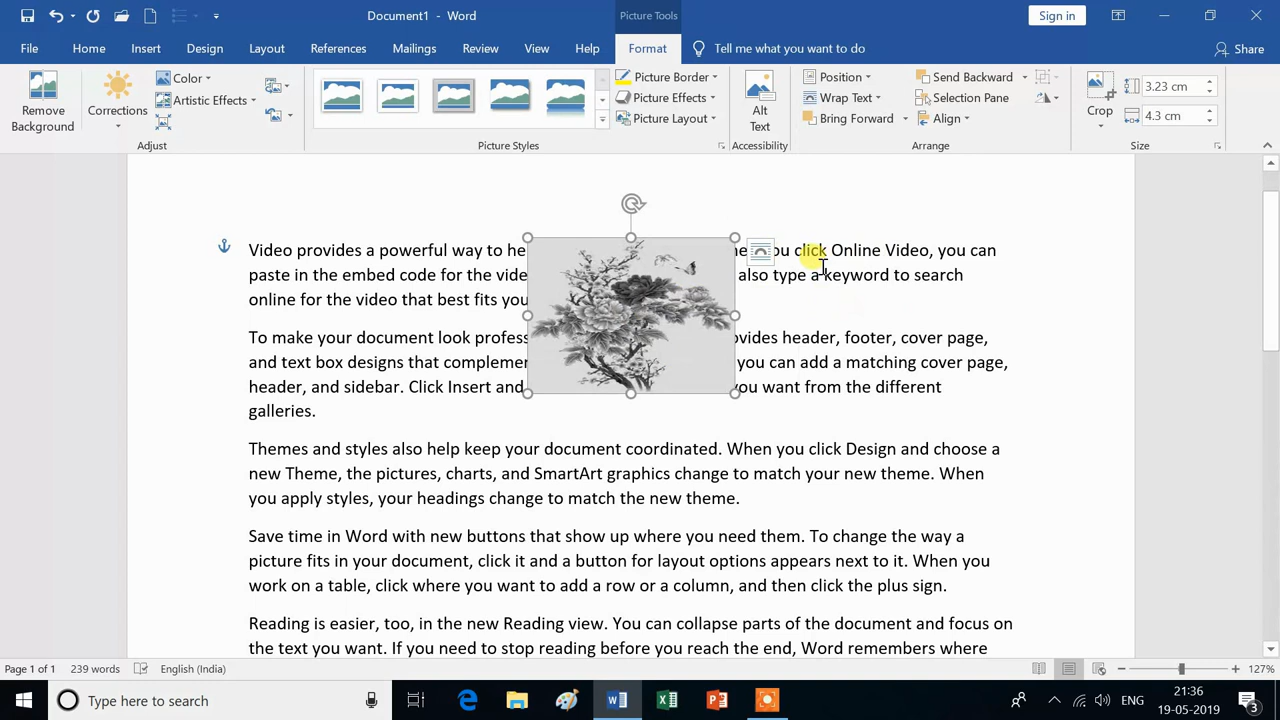 Document1 - Word
Picture Tools
Sign in
File Home Insert Design Layout References Mailings Review View Help Format Tell me what you want to do Share
Remove Background
Corrections
Color
Artistic Effects
Adjust
Picture Styles
Picture Border
Picture Effects
Picture Layout
Alt Text
Accessibility
Position
Wrap Text
Bring Forward
Send Backward
Selection Pane
Align
Arrange
Crop
3.23 cm
4.3 cm
Size
Video provides a powerful way to he you click Online Video, you can
paste in the embed code for the vide also type a keyword to search
online for the video that best fits you
To make your document look profess ovides header, footer, cover page,
and text box designs that complemen you can add a matching cover page,
header, and sidebar. Click Insert and you want from the different
galleries.
Themes and styles also help keep your document coordinated. When you click Design and choose a
new Theme, the pictures, charts, and SmartArt graphics change to match your new theme. When
you apply styles, your headings change to match the new theme.
Save time in Word with new buttons that show up where you need them. To change the way a
picture fits in your document, click it and a button for layout options appears next to it. When you
work on a table, click where you want to add a row or a column, and then click the plus sign.
Reading is easier, too, in the new Reading view. You can collapse parts of the document and focus on
the text you want. If you need to stop reading before you reach the end, Word remembers where
Page 1 of 1 239 words English (India) 127%
Type here to search
ENG
21:36
19-05-2019
3